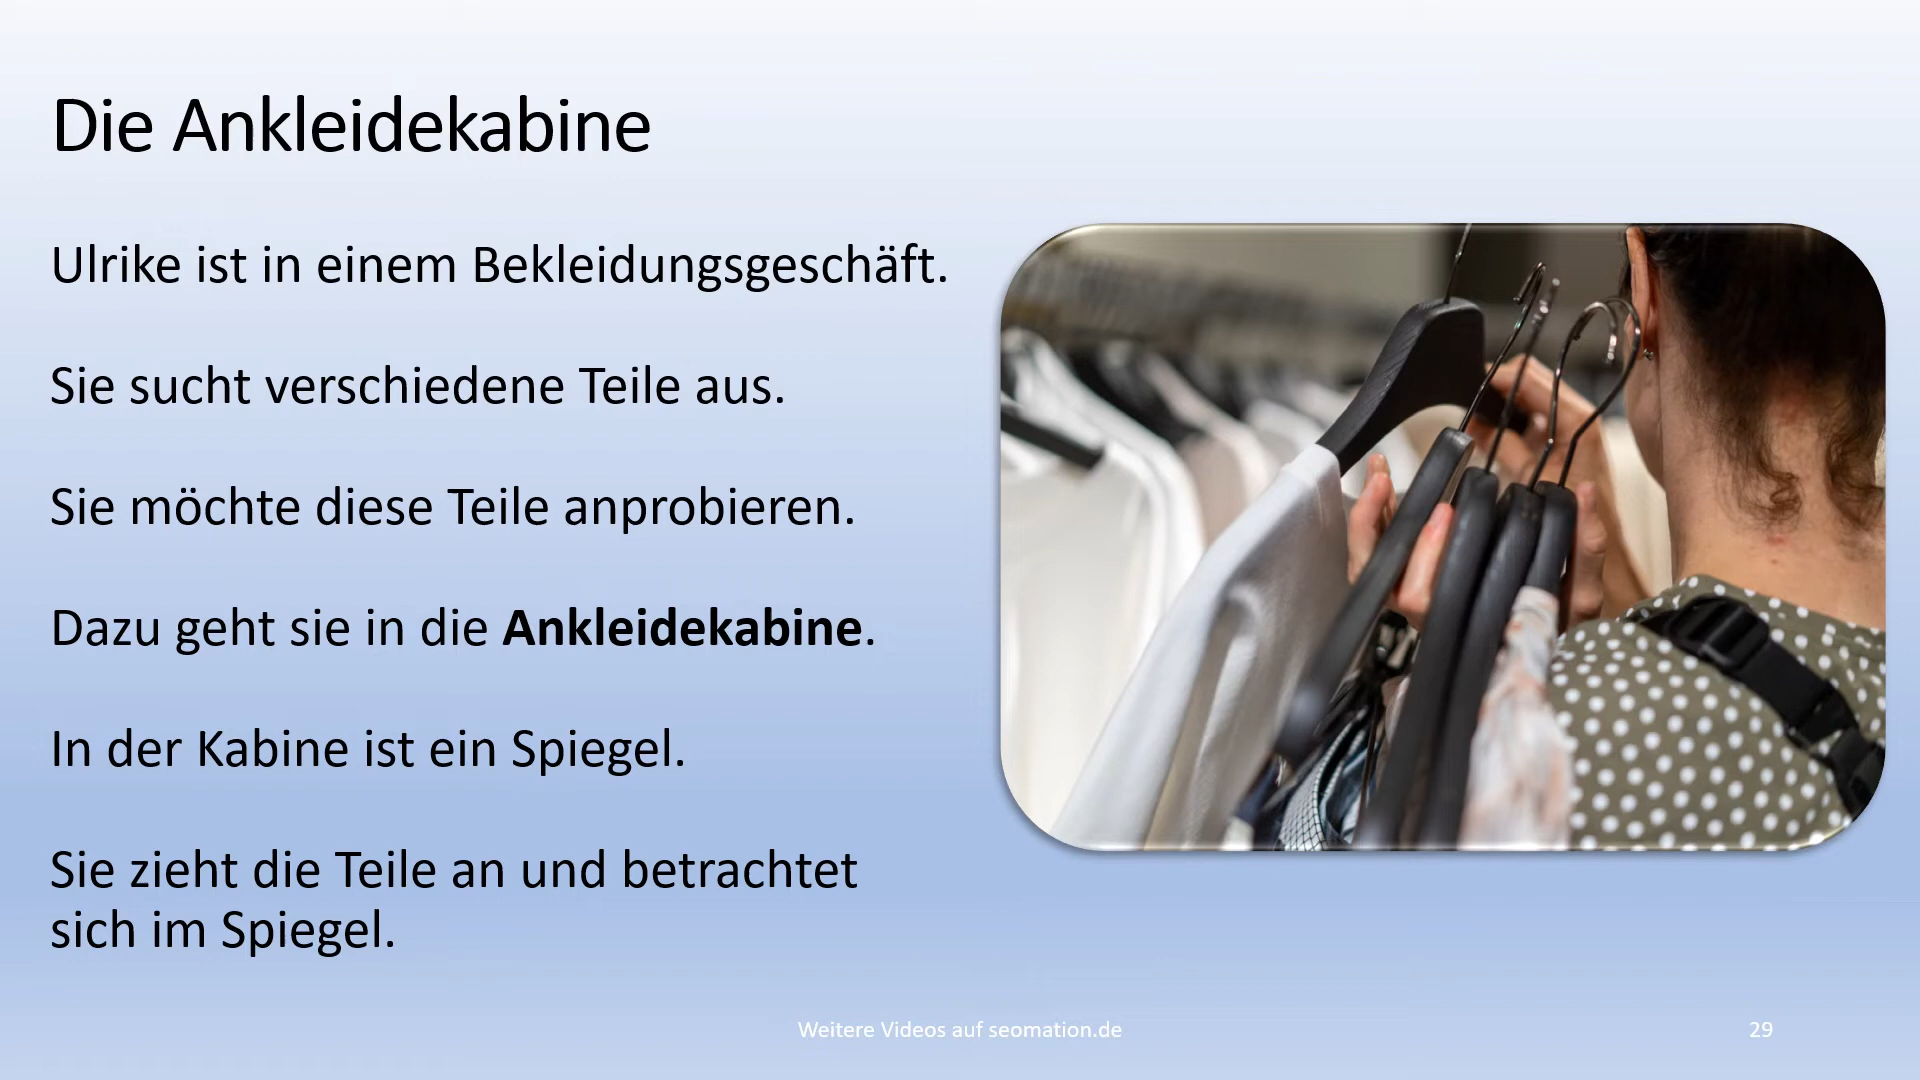 Die Ankleidekabine
Ulrike ist in einem Bekleidungsgeschäft.
Sie sucht verschiedene Teile aus.
Sie möchte diese Teile anprobieren.
Dazu geht sie in die Ankleidekabine.
In der Kabine ist ein Spiegel.
Sie zieht die Teile an und betrachtet
sich im Spiegel.
Weitere Videos auf seomation.de
29